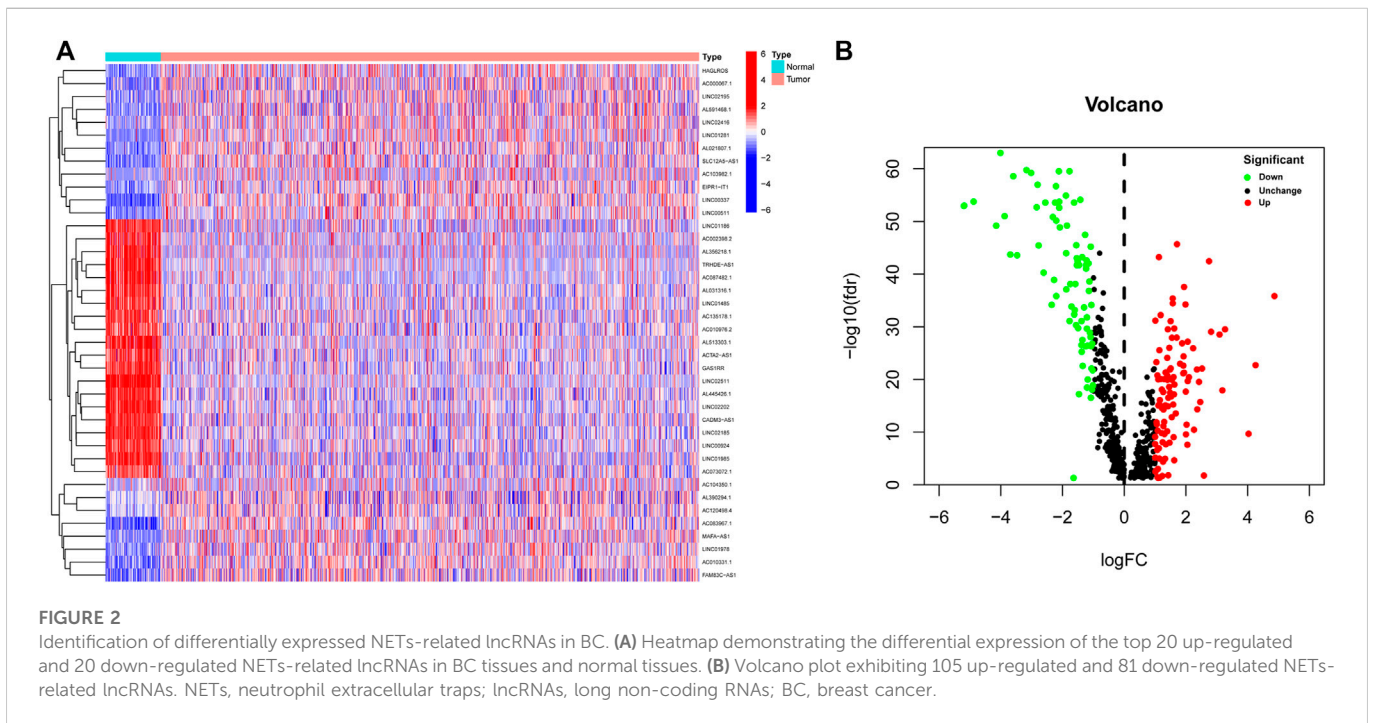 A
Type
HAGLROS
AC000067.1
LINC02195
AL591468.1
LINC02416
LINC01281
AL021807.1
SLC12A5-AS1
AC103982.1
EIPR1-IT1
LINC00337
LINC00511
LINC01186
AC002398.2
AL356218.1
TRHDE-AS1
AC087482.1
AL031316.1
LINC01485
AC135178.1
AC010976.2
AL513303.1
ACTA2-AS1
GAS1RR
LINC02511
AL445426.1
LINC02202
CADM3-AS1
LINC02185
LINC00924
LINC01985
AC073072.1
AC104350.1
AL390294.1
AC120498.4
AC083967.1
MAFA-AS1
LINC01978
AC010331.1
FAM83C-AS1
6
4
2
0
−2
−4
−6
Type
Normal
Tumor
B
Volcano
Significant
Down
Unchange
Up
−log10(fdr)
60
50
40
30
20
10
0
−6 −4 −2 0 2 4 6
logFC
FIGURE 2
Identification of differentially expressed NETs-related lncRNAs in BC. (A) Heatmap demonstrating the differential expression of the top 20 up-regulated
and 20 down-regulated NETs-related lncRNAs in BC tissues and normal tissues. (B) Volcano plot exhibiting 105 up-regulated and 81 down-regulated NETs-
related lncRNAs. NETs, neutrophil extracellular traps; lncRNAs, long non-coding RNAs; BC, breast cancer.